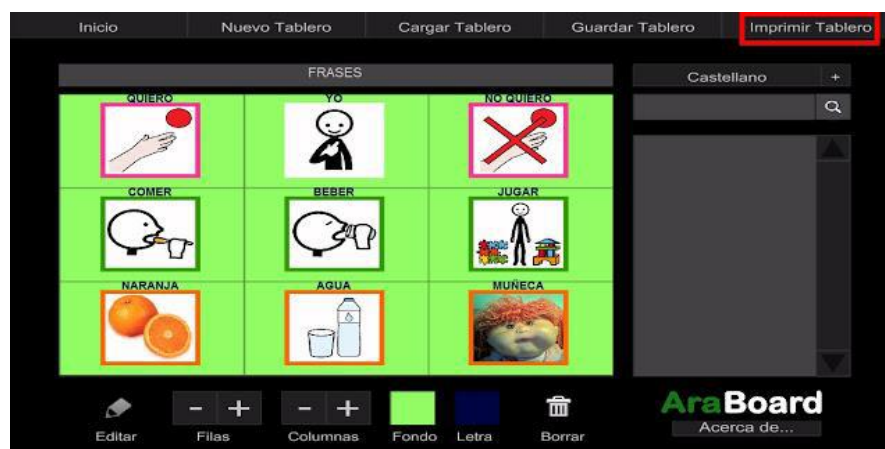 Inicio Nuevo Tablero Cargar Tablero Guardar Tablero Imprimir Tablero
FRASES
Castellano +
QUIERO YO NO QUIERO
COMER BEBER JUGAR
NARANJA AGUA MUÑECA
- + - +
Editar Filas Columnas Fondo Letra Borrar
AraBoard
Acerca de...